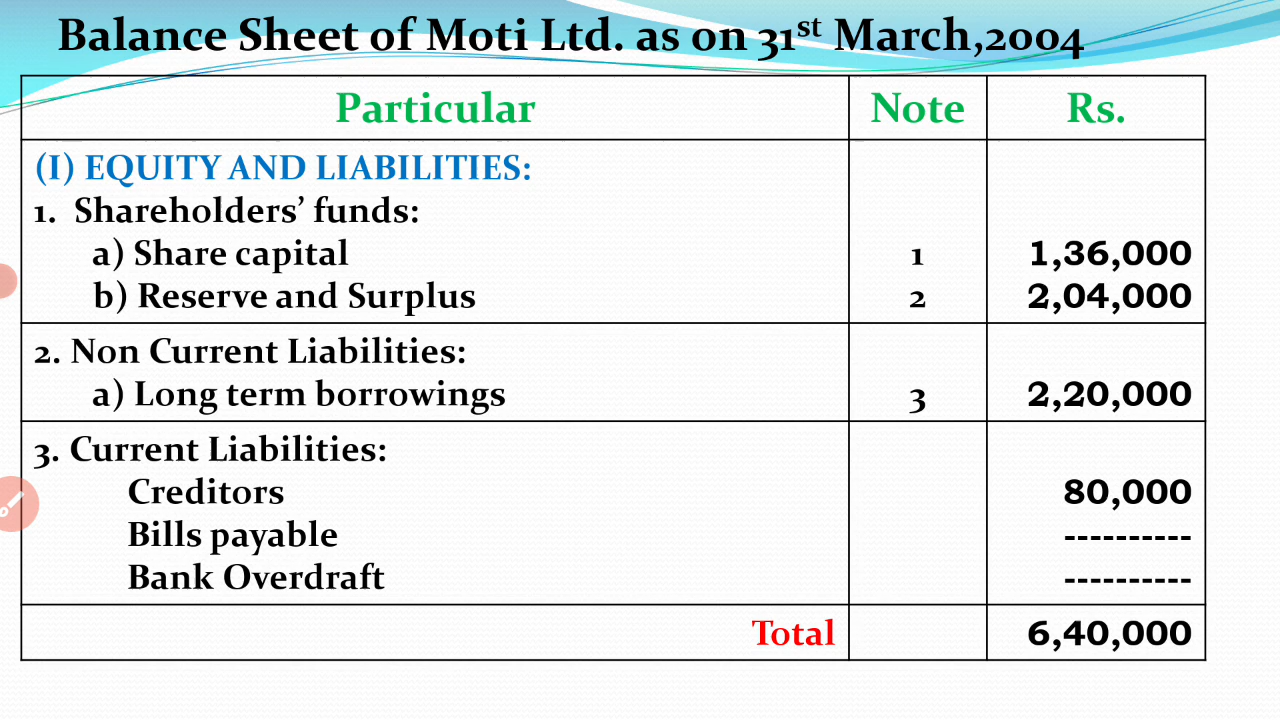 Balance Sheet of Moti Ltd. as on 31st March,2004
Particular Note Rs.
(I) EQUITY AND LIABILITIES:
1. Shareholders’ funds:
a) Share capital 1 1,36,000
b) Reserve and Surplus 2 2,04,000
2. Non Current Liabilities:
a) Long term borrowings 3 2,20,000
3. Current Liabilities:
Creditors 80,000
Bills payable ----------
Bank Overdraft ----------
Total 6,40,000